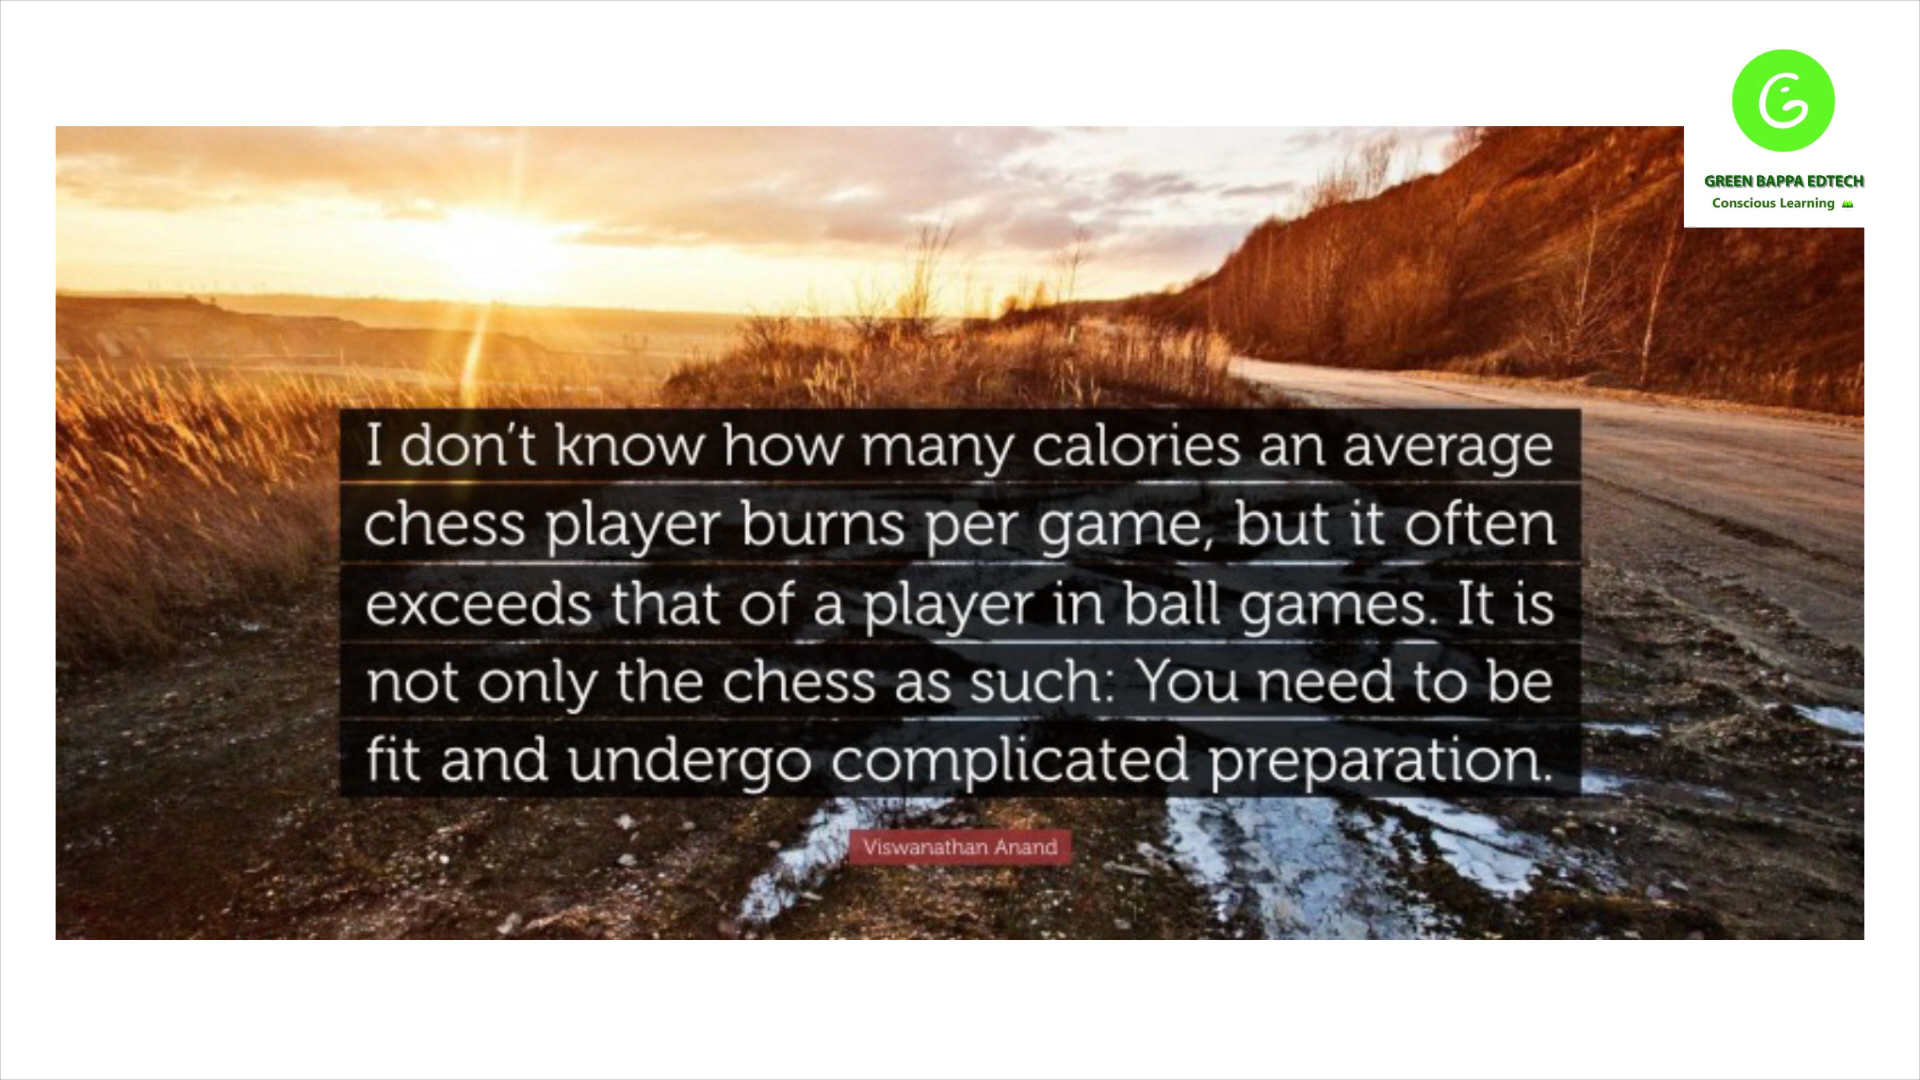 GREEN BAPPA EDTECH
Conscious Learning
I don't know how many calories an average
chess player burns per game, but it often
exceeds that of a player in ball games. It is
not only the chess as such: You need to be
fit and undergo complicated preparation.
Viswanathan Anand